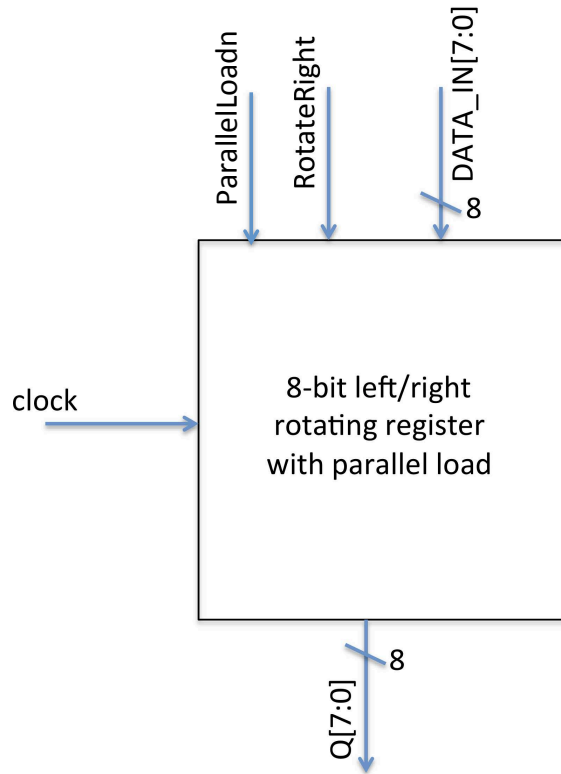 ParallelLoadn
RotateRight
DATA_IN[7:0]
8
clock
8-bit left/right
rotating register
with parallel load
8
Q[7:0]